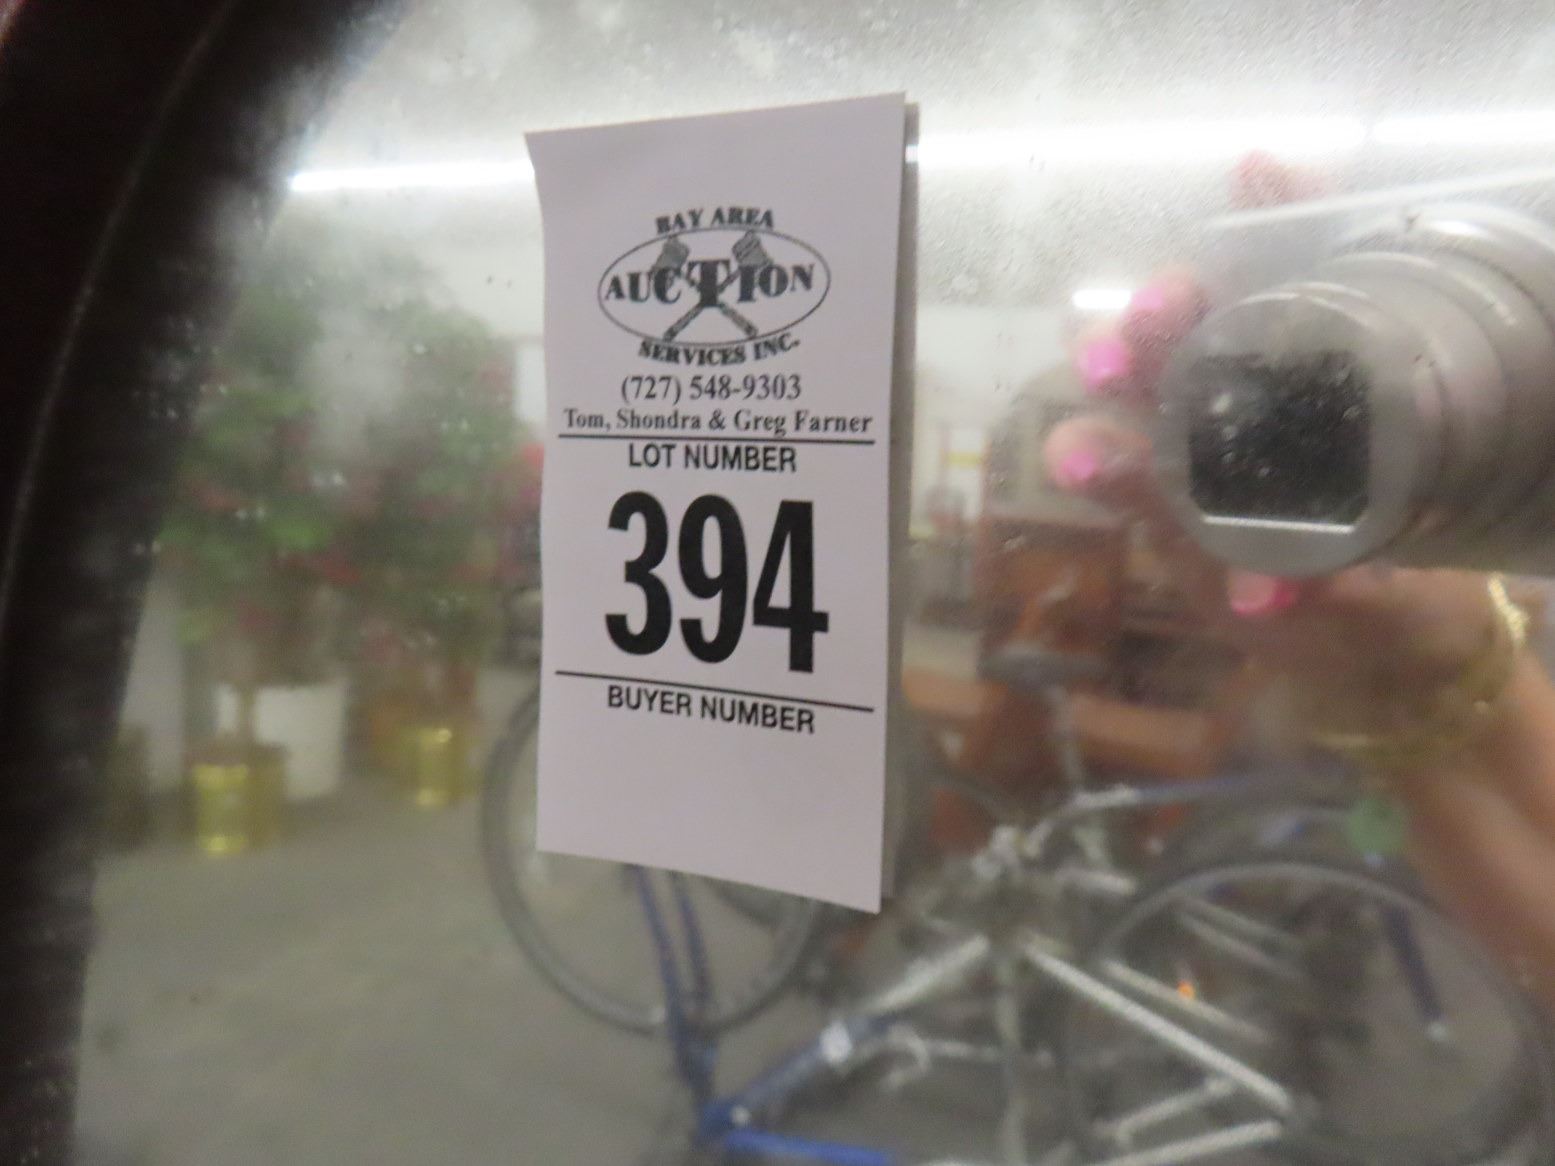 BAY AREA
AUCTION
SERVICES INC.
(727) 548-9303
Tom, Shondra & Greg Farner
LOT NUMBER
394
BUYER NUMBER